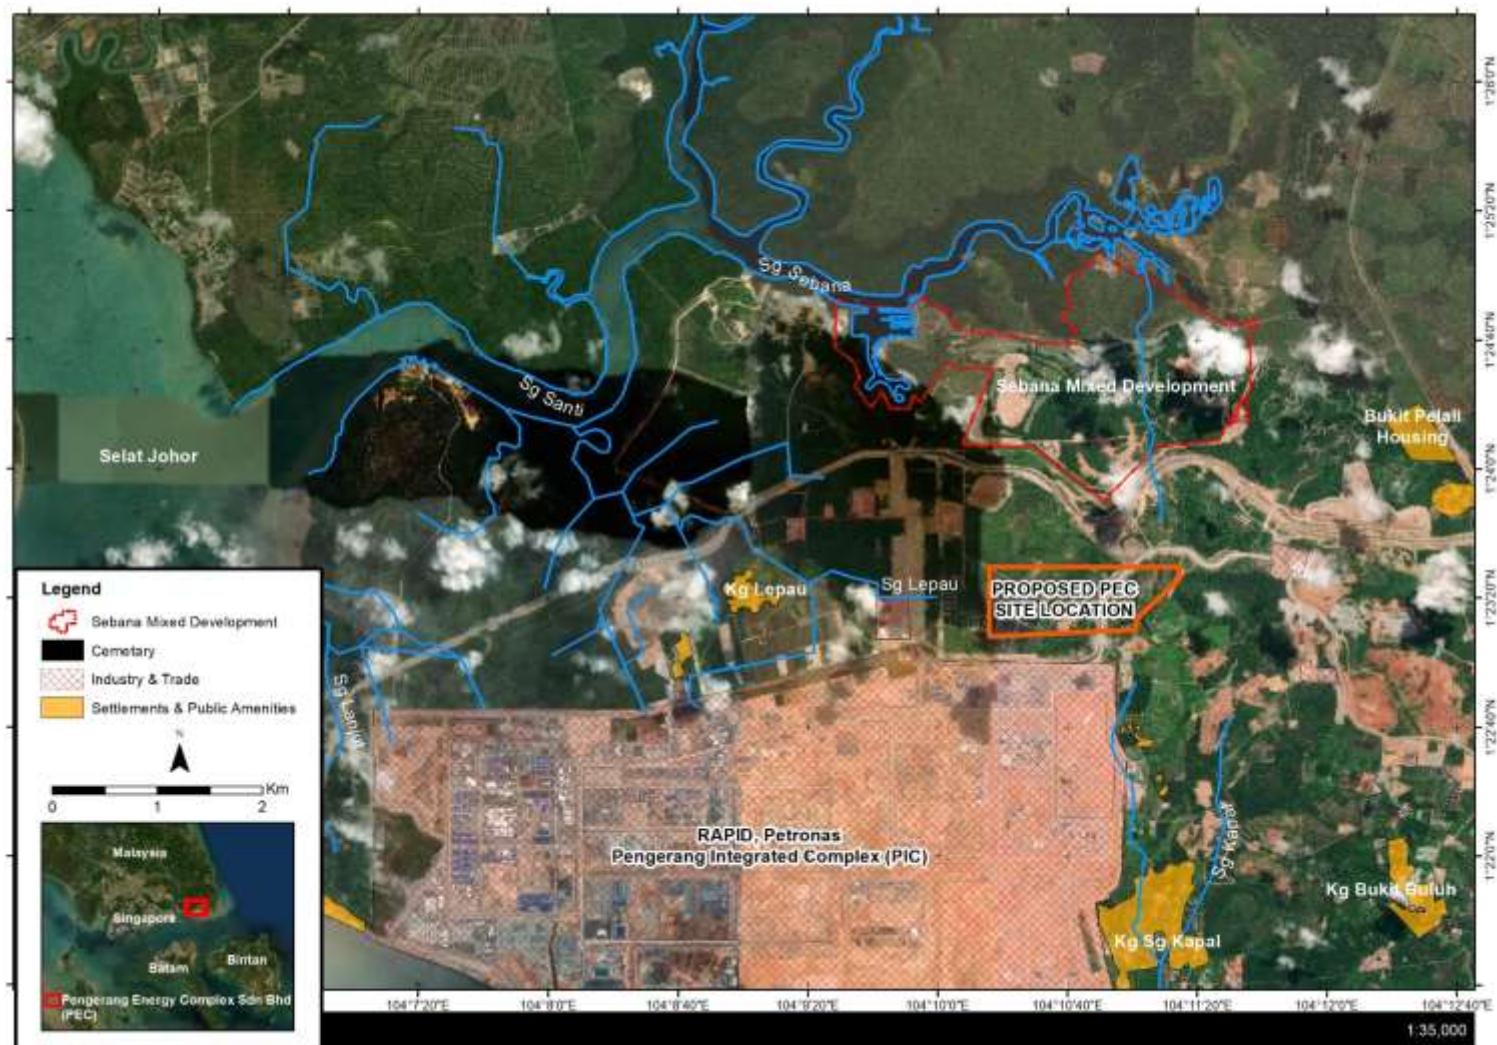 Sg Sebana
Sg Santi
Sebana Mixed Development
Bukit Pelali
Housing
Selat Johor
Kg Lepau
Sg Lepau
PROPOSED PEC
SITE LOCATION
Sg Kapal
RAPID, Petronas
Pengerang Integrated Complex (PIC)
Kg Bukit Buluh
Kg Sg Kapal
1°26'0"N
1°25'20"N
1°24'40"N
1°24'0"N
1°23'20"N
1°22'40"N
1°22'0"N
Legend
Sebana Mixed Development
Cemetary
Industry & Trade
Settlements & Public Amenities
N
Km
0 1 2
Malaysia
Singapore
Batam
Bintan
Pengerang Energy Complex Sdn Bhd
(PEC)
104°7'20"E 104°8'0"E 104°8'40"E 104°9'20"E 104°10'0"E 104°10'40"E 104°11'20"E 104°12'0"E 104°12'40"E
1:35,000